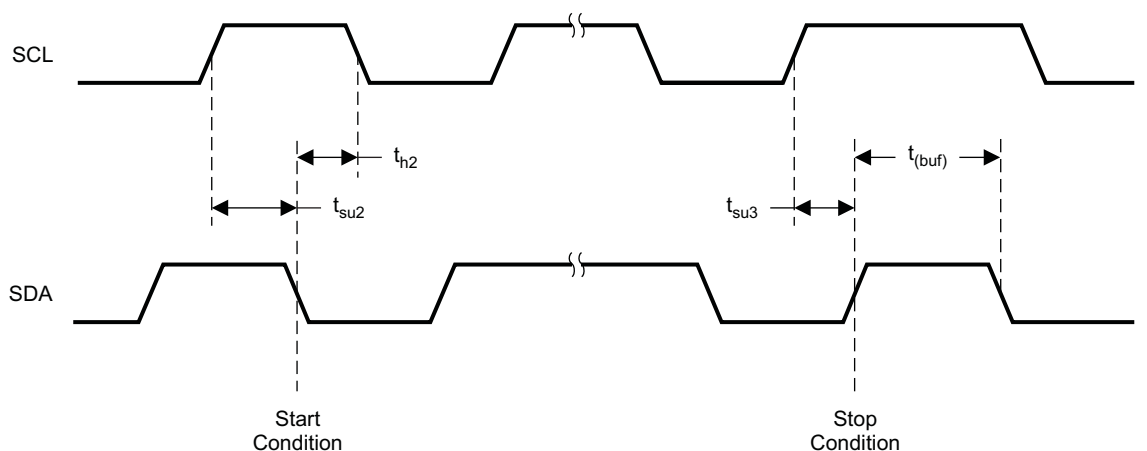 SCL
t_h2
t_(buf)
t_su2
t_su3
SDA
Start
Condition
Stop
Condition